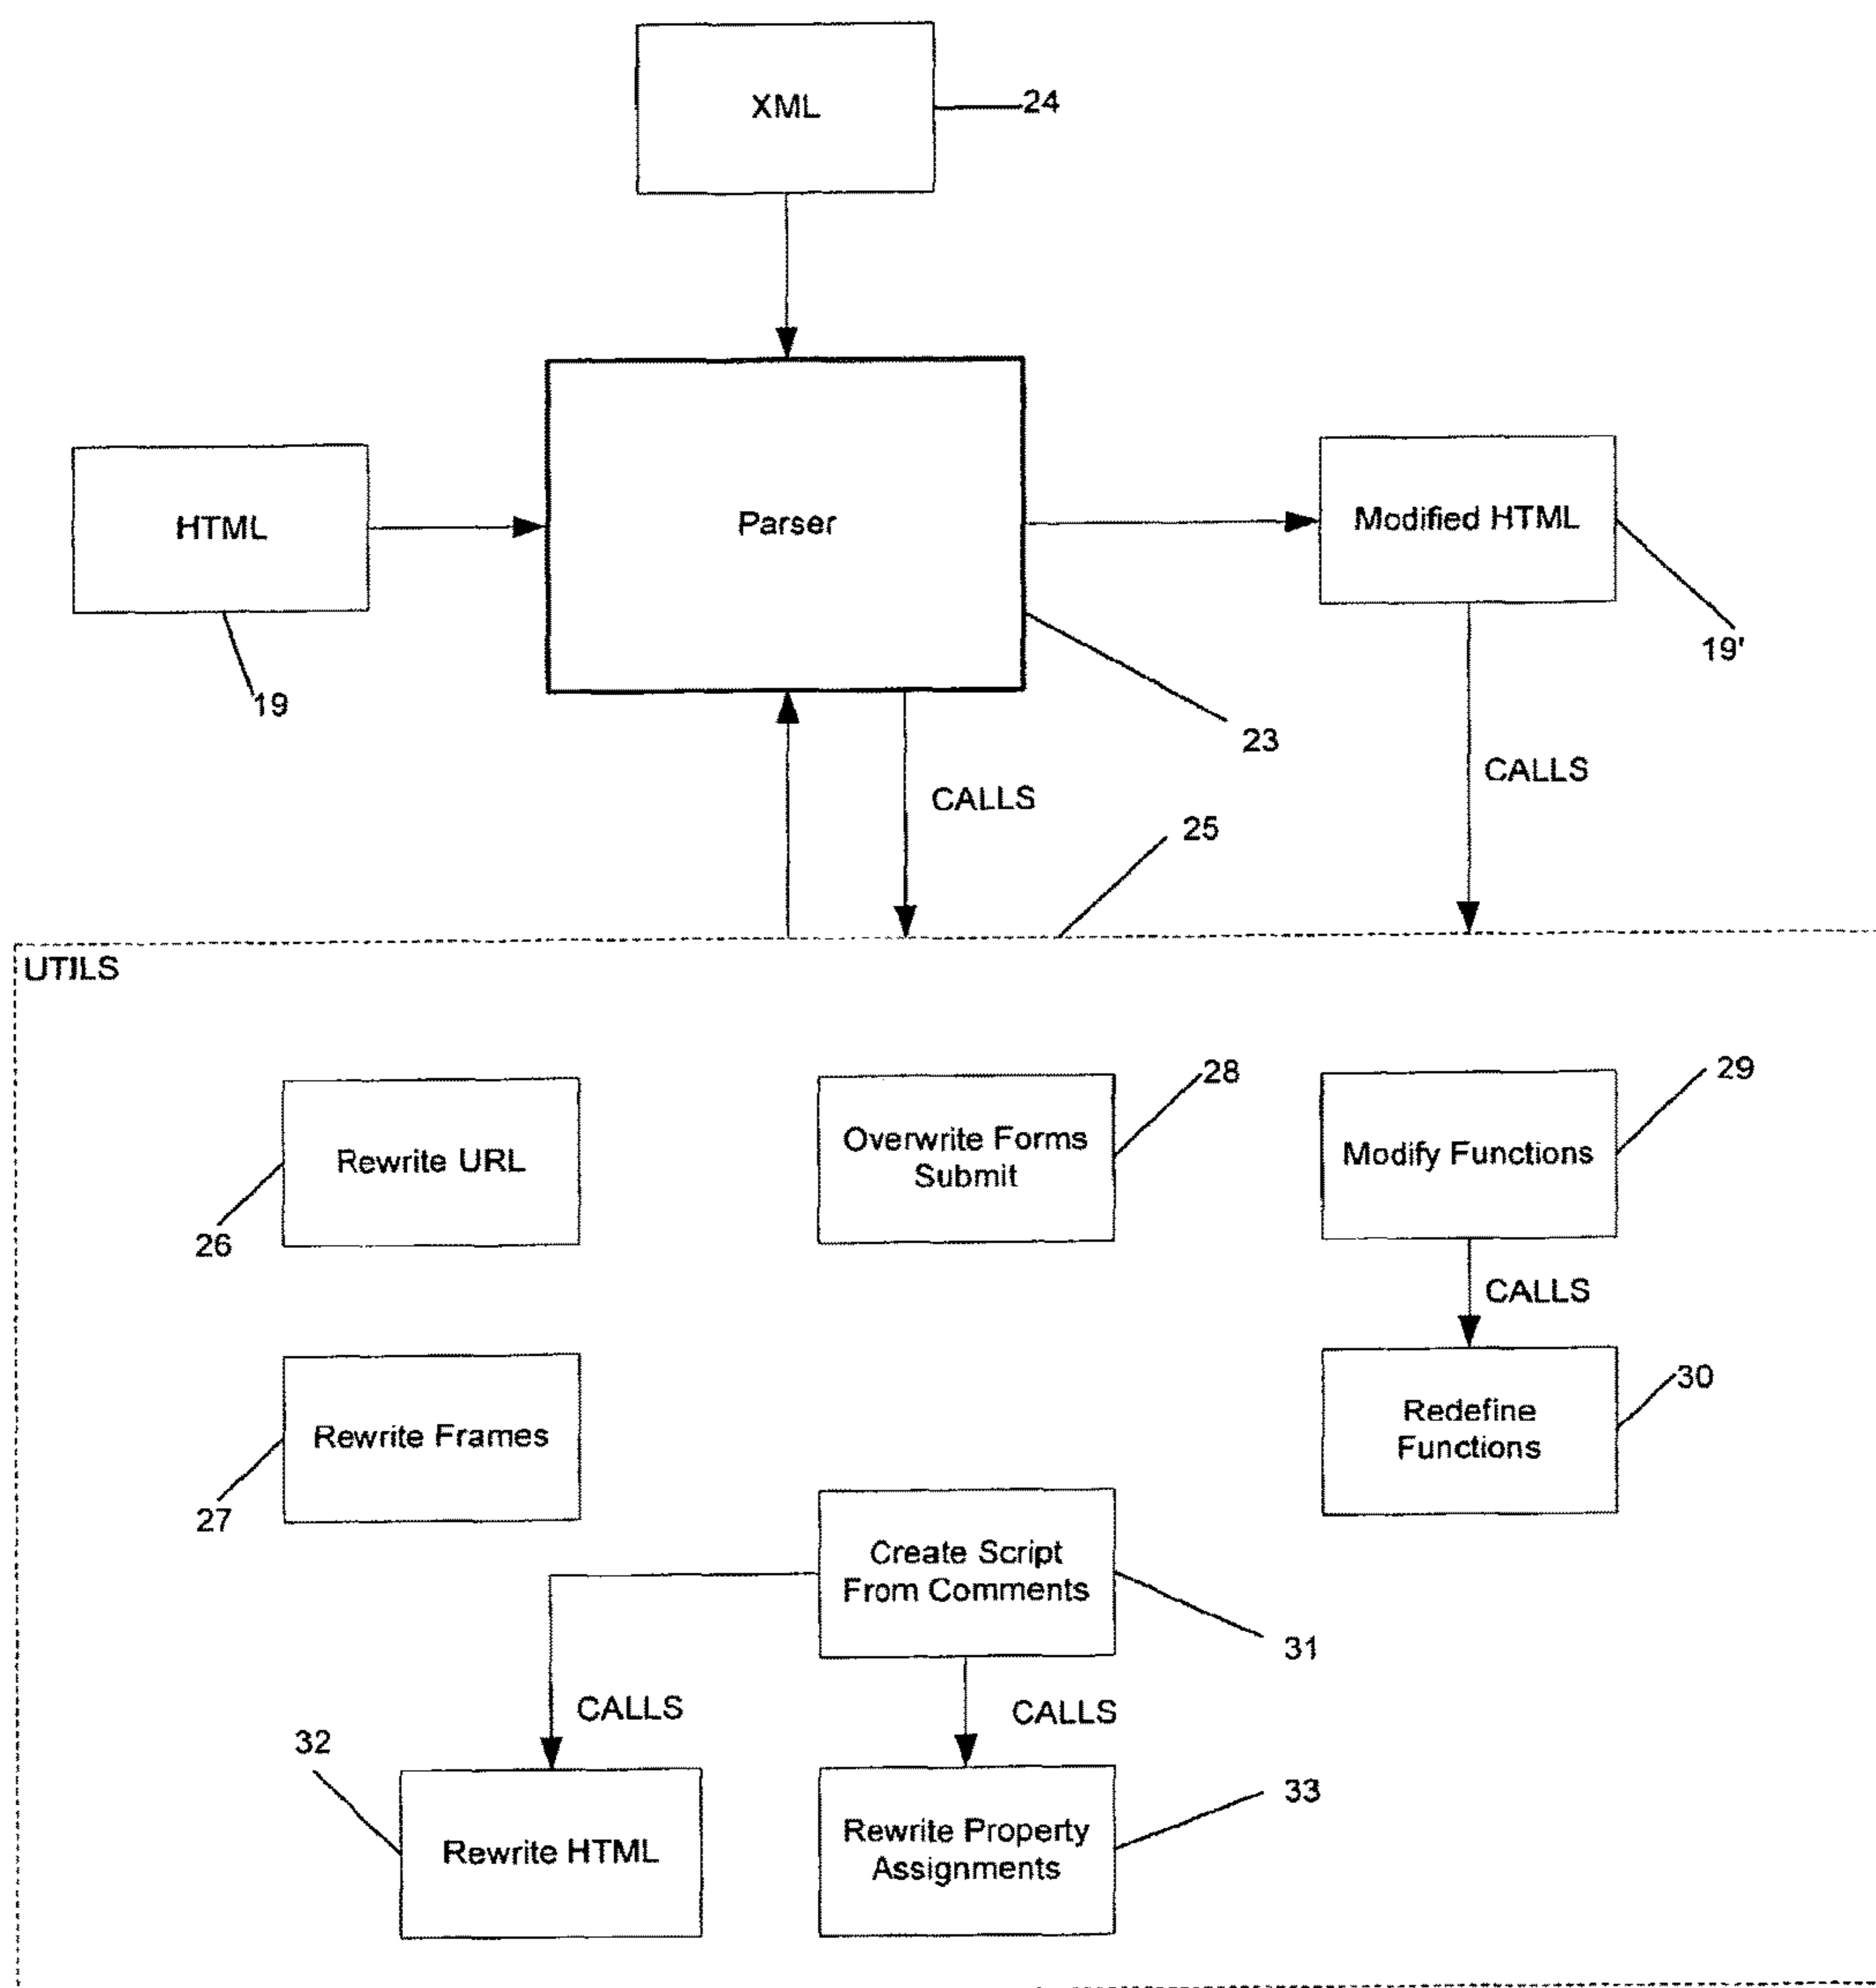 XML
24
HTML
Parser
Modified HTML
19
23
19'
CALLS
CALLS
25
UTILS
Rewrite URL
26
Overwrite Forms
Submit
28
Modify Functions
29
CALLS
Rewrite Frames
27
Redefine
Functions
30
Create Script
From Comments
31
CALLS
CALLS
32
Rewrite HTML
Rewrite Property
Assignments
33